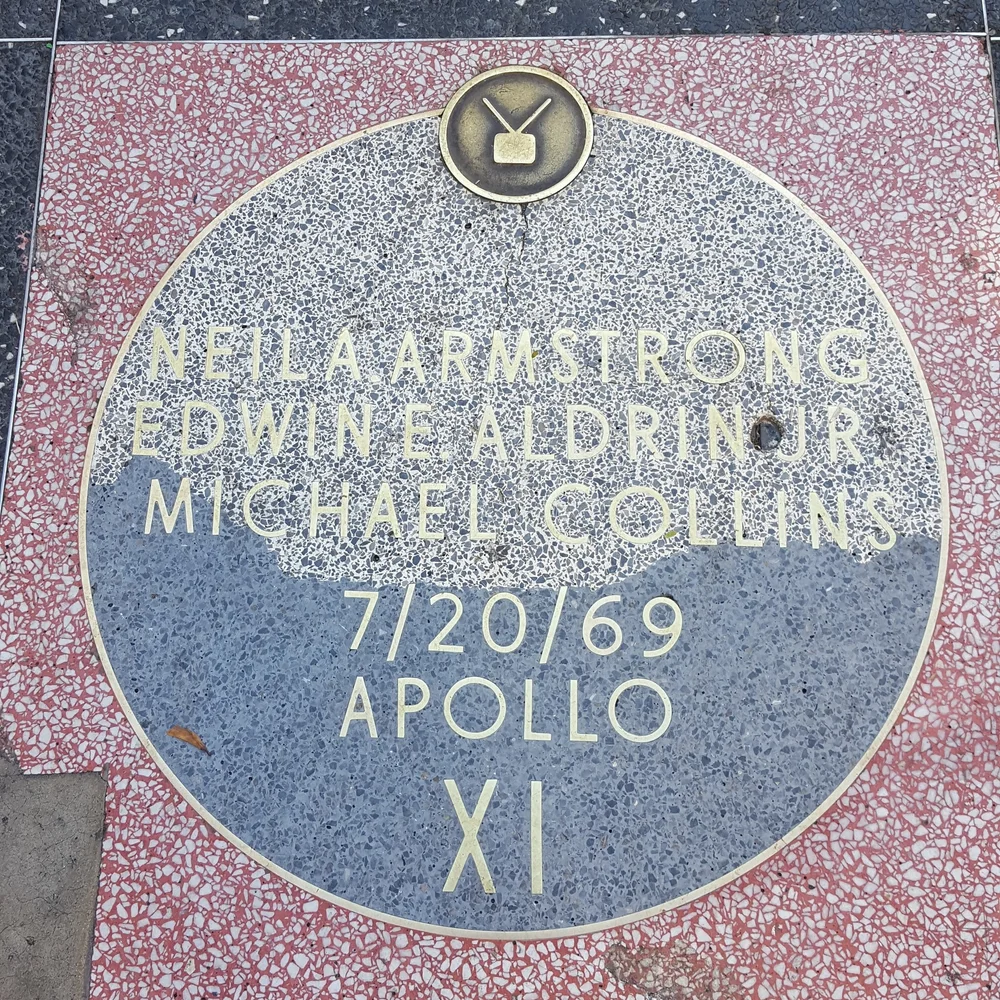 NEIL A. ARMSTRONG
EDWIN E. ALDRIN JR.
MICHAEL COLLINS
7/20/69
APOLLO
XI